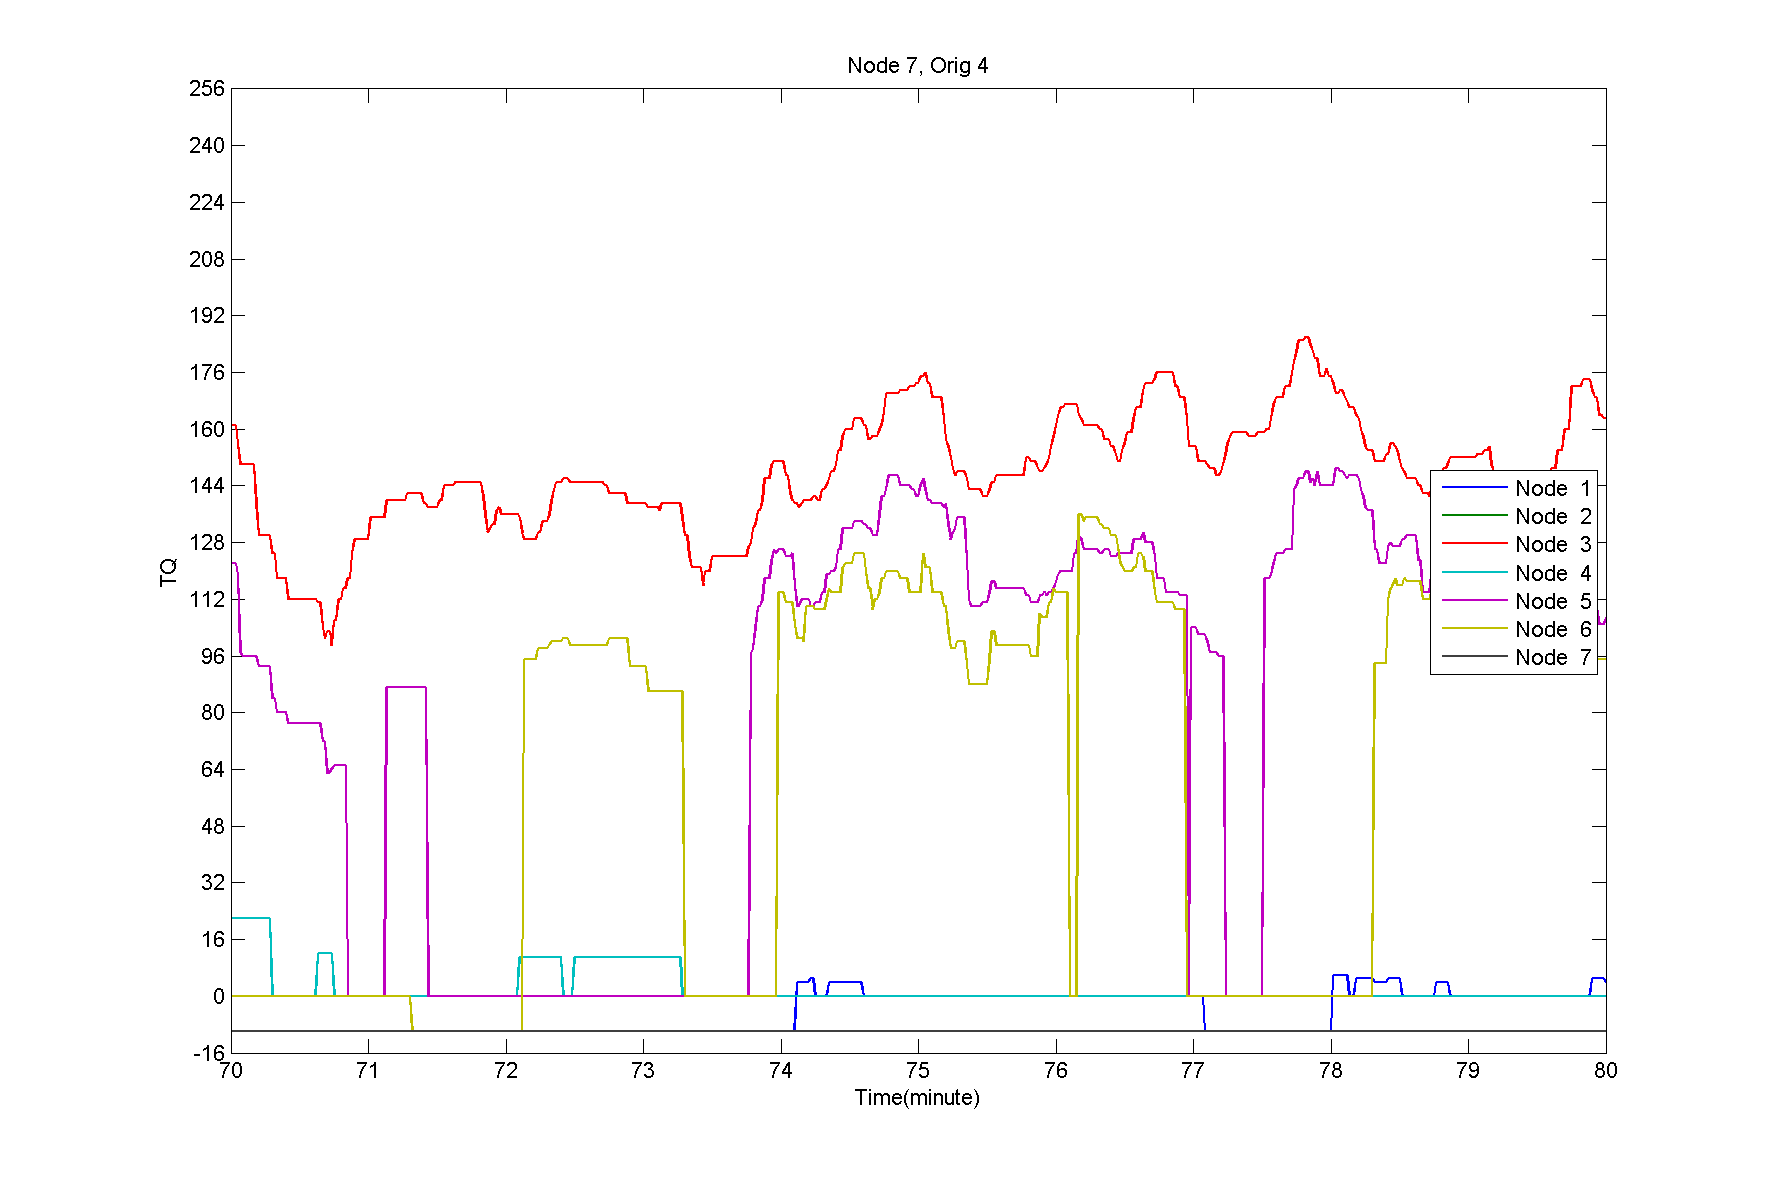 Node 7, Orig 4
256
240
224
208
192
176
160
144
128
112
96
80
64
48
32
16
0
-16
TQ
70 71 72 73 74 75 76 77 78 79 80
Time(minute)
Node 1
Node 2
Node 3
Node 4
Node 5
Node 6
Node 7